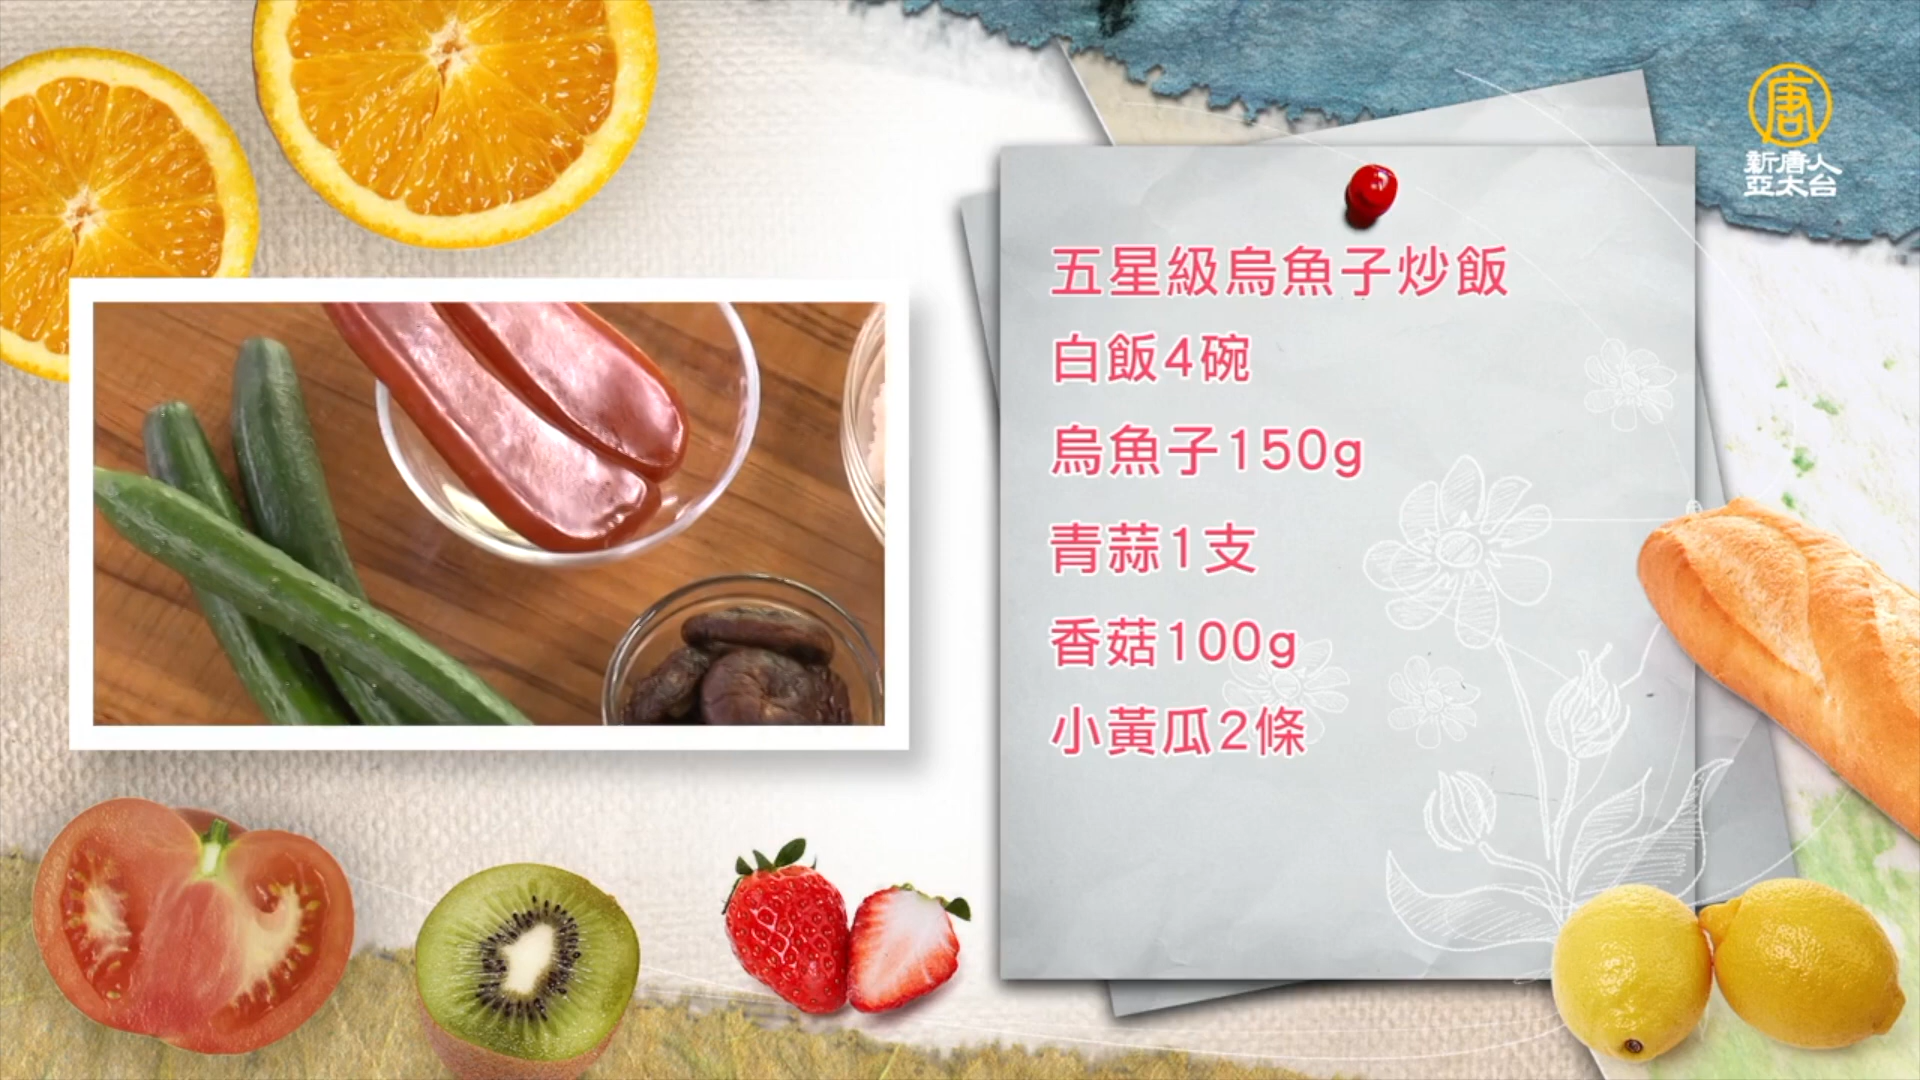 唐
新唐人
亞太台
五星級烏魚子炒飯
白飯4碗
烏魚子150g
青蒜1支
香菇100g
小黃瓜2條